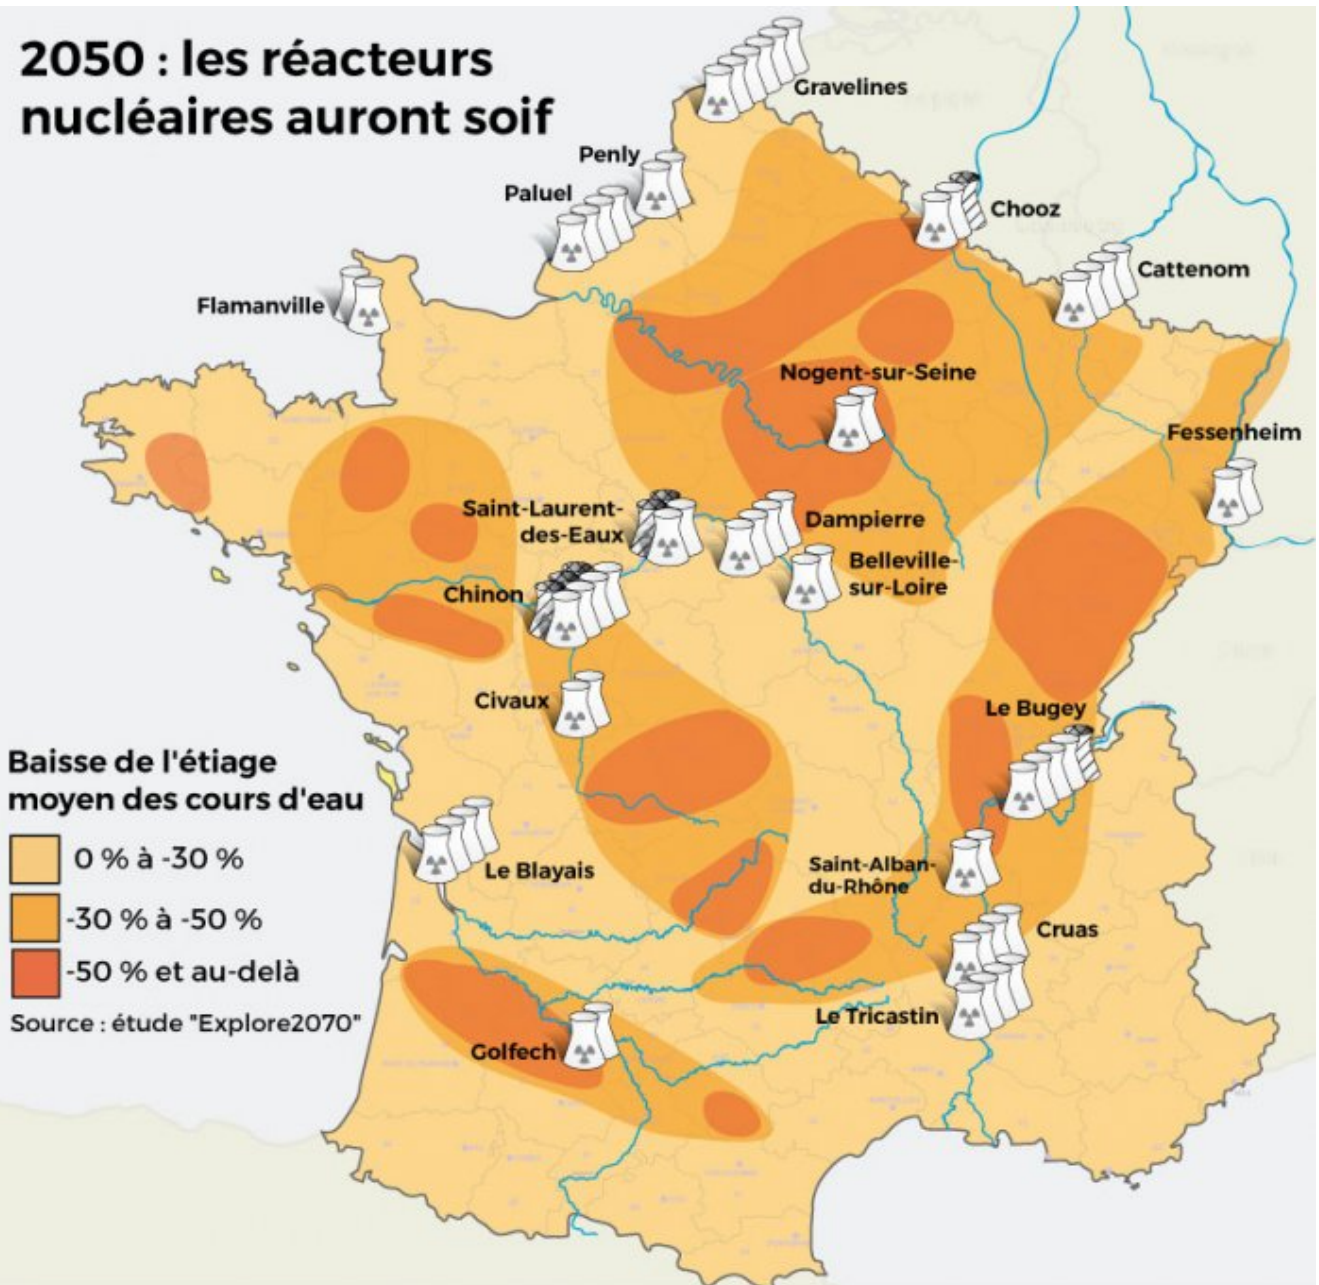 2050 : les réacteurs
nucléaires auront soif
Gravelines
Penly
Paluel
Chooz
Cattenom
Flamanville
Nogent-sur-Seine
Fessenheim
Saint-Laurent-
des-Eaux
Dampierre
Belleville-
sur-Loire
Chinon
Civaux
Le Bugey
Baisse de l'étiage
moyen des cours d'eau
0 % à -30 %
-30 % à -50 %
-50 % et au-delà
Source : étude "Explore2070"
Le Blayais
Saint-Alban-
du-Rhône
Cruas
Le Tricastin
Golfech